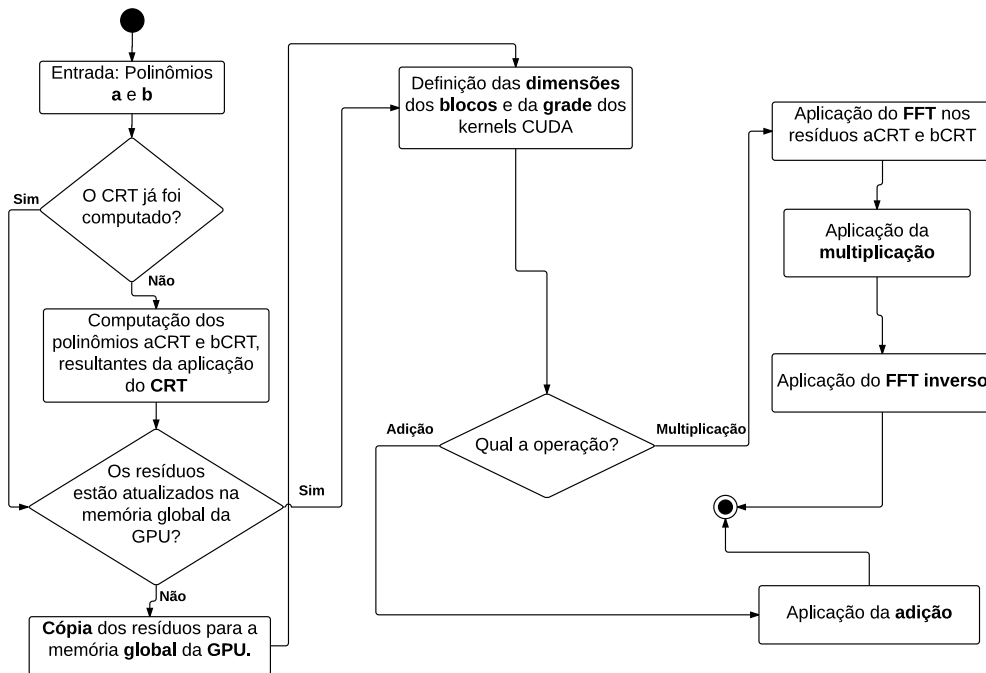 Entrada: Polinômios
a e b
O CRT já foi
computado?
Sim
Não
Computação dos
polinômios aCRT e bCRT,
resultantes da aplicação
do CRT
Os resíduos
estão atualizados na
memória global da
GPU?
Sim
Não
Cópia dos resíduos para a
memória global da GPU.
Definição das dimensões
dos blocos e da grade dos
kernels CUDA
Qual a operação?
Adição
Multiplicação
Aplicação do FFT nos
resíduos aCRT e bCRT
Aplicação da
multiplicação
Aplicação do FFT inverso
Aplicação da adição